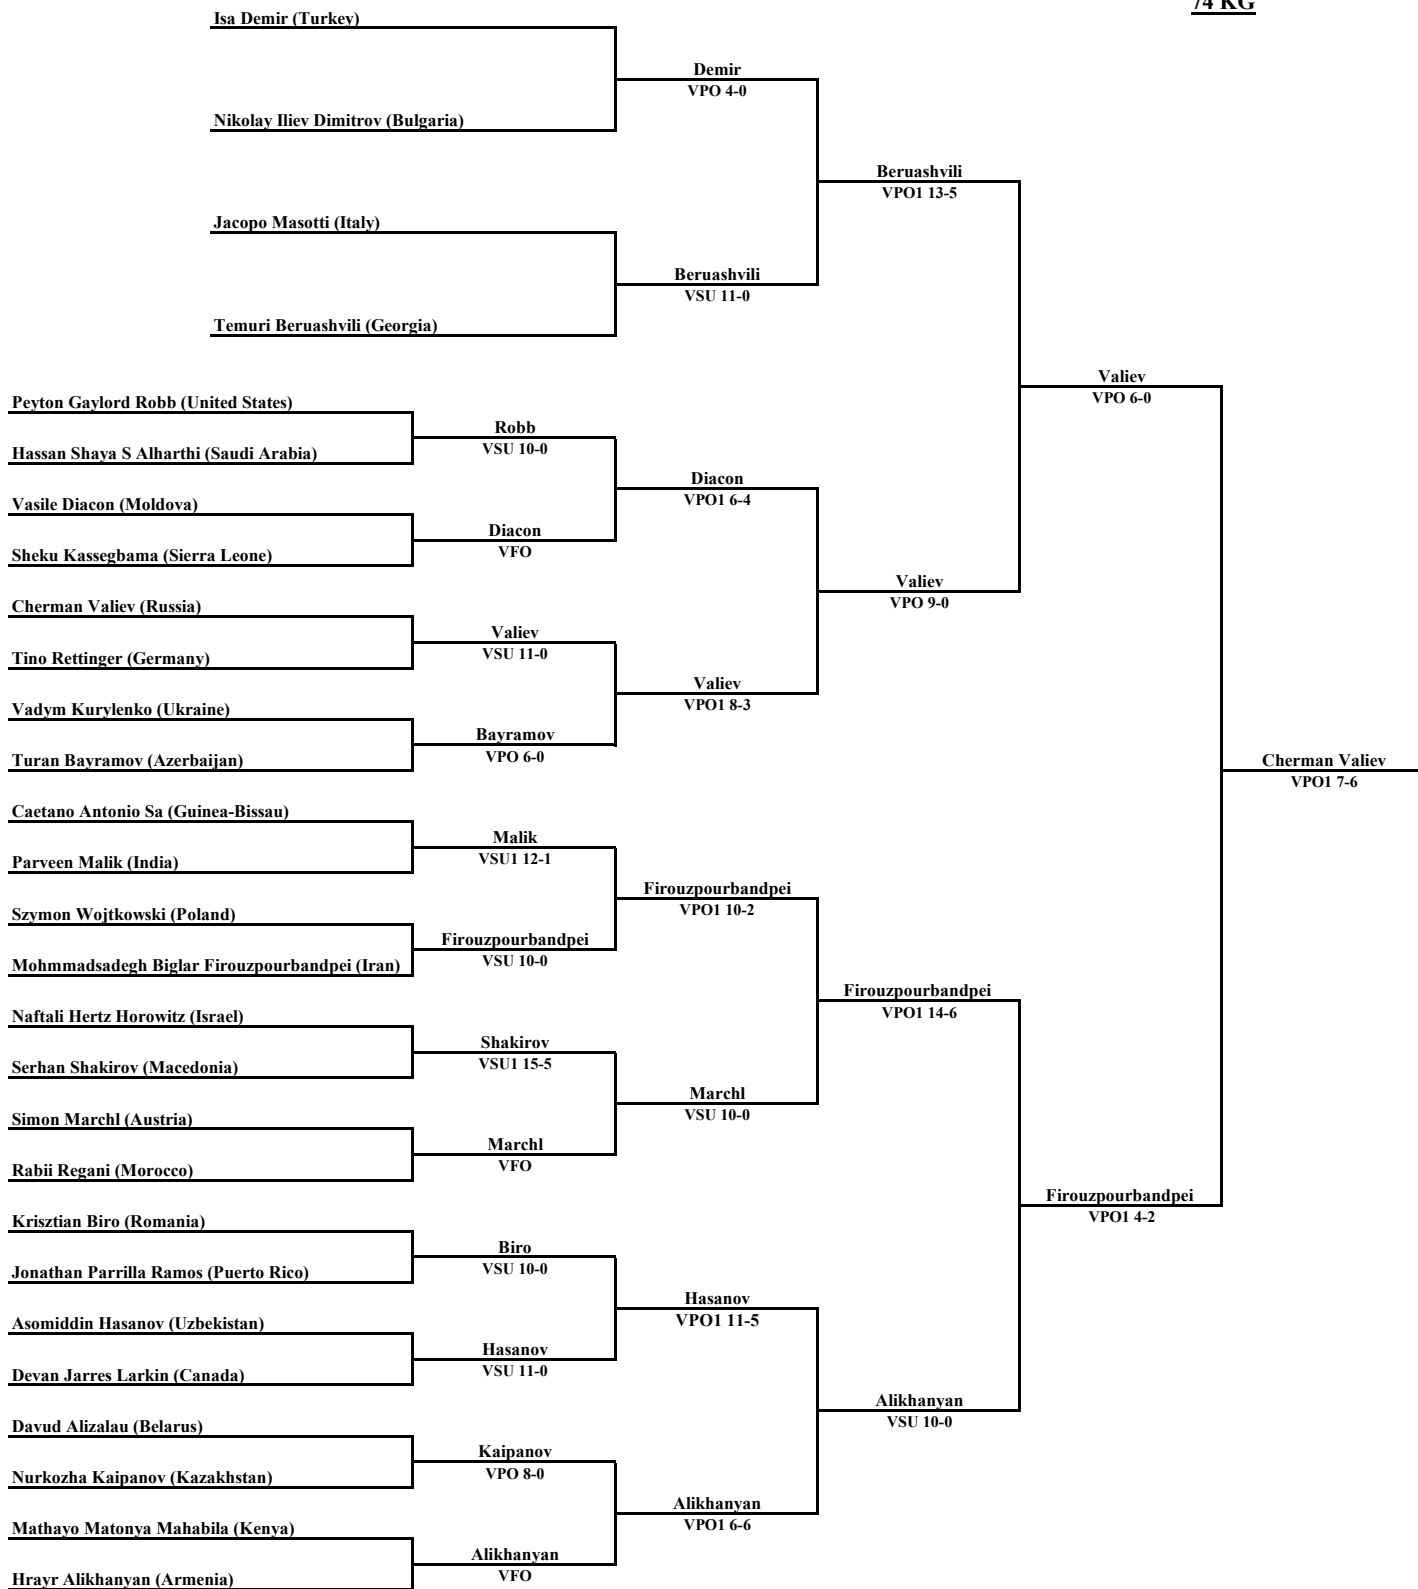 74 KG
Isa Demir (Turkey)
Demir
VPO 4-0
Nikolay Iliev Dimitrov (Bulgaria)
Beruashvili
VPO1 13-5
Jacopo Masotti (Italy)
Beruashvili
VSU 11-0
Temuri Beruashvili (Georgia)
Valiev
VPO 6-0
Peyton Gaylord Robb (United States)
Robb
VSU 10-0
Hassan Shaya S Alharthi (Saudi Arabia)
Diacon
VPO1 6-4
Vasile Diacon (Moldova)
Diacon
VFO
Sheku Kassegbama (Sierra Leone)
Valiev
VPO 9-0
Cherman Valiev (Russia)
Valiev
VSU 11-0
Tino Rettinger (Germany)
Valiev
VPO1 8-3
Vadym Kurylenko (Ukraine)
Bayramov
VPO 6-0
Turan Bayramov (Azerbaijan)
Cherman Valiev
VPO1 7-6
Caetano Antonio Sa (Guinea-Bissau)
Malik
VSU1 12-1
Parveen Malik (India)
Firouzpourbandpei
VPO1 10-2
Szymon Wojtkowski (Poland)
Firouzpourbandpei
VSU 10-0
Mohmmadsadegh Biglar Firouzpourbandpei (Iran)
Firouzpourbandpei
VPO1 14-6
Naftali Hertz Horowitz (Israel)
Shakirov
VSU1 15-5
Serhan Shakirov (Macedonia)
Marchl
VSU 10-0
Simon Marchl (Austria)
Marchl
VFO
Rabii Regani (Morocco)
Firouzpourbandpei
VPO1 4-2
Krisztian Biro (Romania)
Biro
VSU 10-0
Jonathan Parrilla Ramos (Puerto Rico)
Hasanov
VPO1 11-5
Asomiddin Hasanov (Uzbekistan)
Hasanov
VSU 11-0
Devan Jarres Larkin (Canada)
Alikhanyan
VSU 10-0
Davud Alizalau (Belarus)
Kaipanov
VPO 8-0
Nurkozha Kaipanov (Kazakhstan)
Alikhanyan
VPO1 6-6
Mathayo Matonya Mahabila (Kenya)
Alikhanyan
VFO
Hrayr Alikhanyan (Armenia)